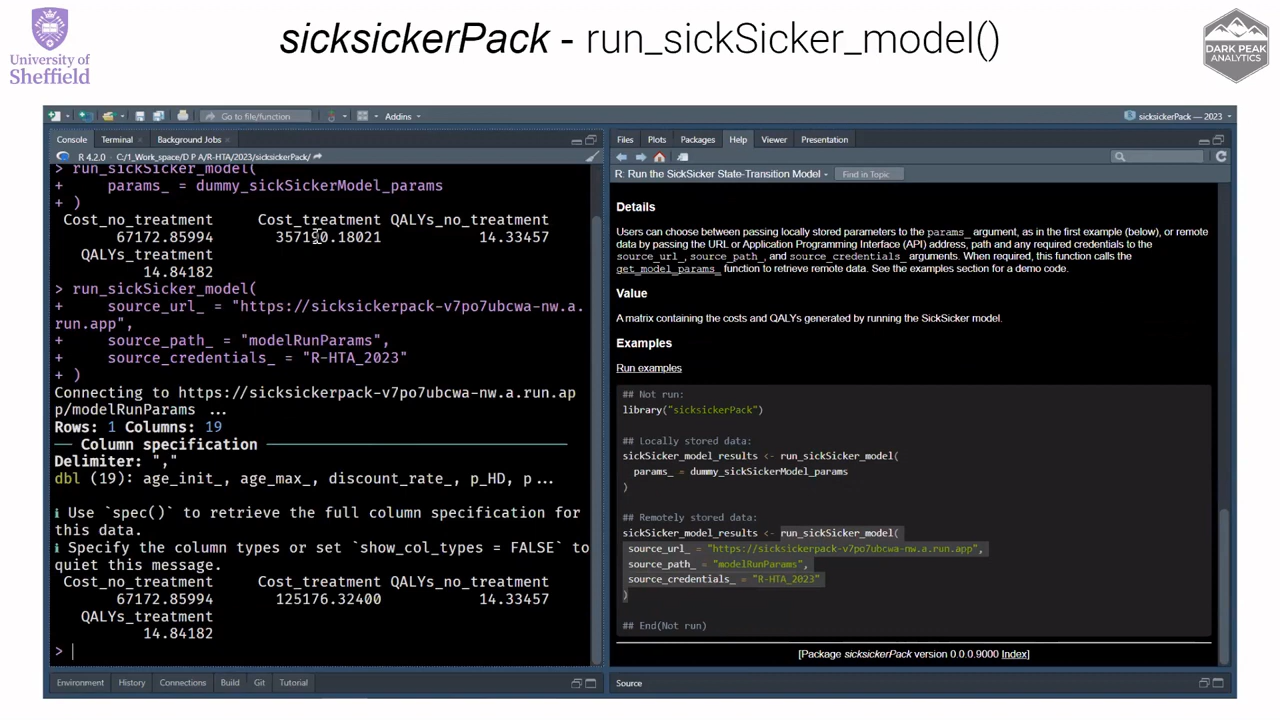 sicksickerPack - run_sickSicker_model()
University of
Sheffield
DARK PEAK
ANALYTICS
Go to file/function
Addins
sicksickerPack — 2023
Console
Terminal
Background Jobs
R 4.2.0 C:/1_Work_space/D P A/R-HTA/2023/sicksickerPack/
> run_sickSicker_model(
+ params_ = dummy_sickSickerModel_params
+ )
Cost_no_treatment Cost_treatment QALYs_no_treatment
67172.85994 357190.18021 14.33457
QALYs_treatment
14.84182
> run_sickSicker_model(
+ source_url_ = "https://sicksickerpack-v7po7ubcwa-nw.a.
run.app",
+ source_path_ = "modelRunParams",
+ source_credentials_ = "R-HTA_2023"
+ )
Connecting to https://sicksickerpack-v7po7ubcwa-nw.a.run.ap
p/modelRunParams ...
Rows: 1 Columns: 19
── Column specification ──
Delimiter: ","
dbl (19): age_init_, age_max_, discount_rate_, p_HD, p...
ℹ Use `spec()` to retrieve the full column specification for
this data.
ℹ Specify the column types or set `show_col_types = FALSE` to
quiet this message.
Cost_no_treatment Cost_treatment QALYs_no_treatment
67172.85994 125176.32400 14.33457
QALYs_treatment
14.84182
>
Environment
History
Connections
Build
Git
Tutorial
Files
Plots
Packages
Help
Viewer
Presentation
R: Run the SickSicker State-Transition Model
Find in Topic
Details
Users can choose between passing locally stored parameters to the params_ argument, as in the first example (below), or remote
data by passing the URL or Application Programming Interface (API) address, path and any required credentials to the
source_url_, source_path_, and source_credentials_ arguments. When required, this function calls the
get_model_params_ function to retrieve remote data. See the examples section for a demo code.
Value
A matrix containing the costs and QALYs generated by running the SickSicker model.
Examples
Run examples
## Not run:
library("sicksickerPack")
## Locally stored data:
sickSicker_model_results <- run_sickSicker_model(
params_ = dummy_sickSickerModel_params
)
## Remotely stored data:
sickSicker_model_results <- run_sickSicker_model(
source_url_ = "https://sicksickerpack-v7po7ubcwa-nw.a.run.app",
source_path_ = "modelRunParams",
source_credentials_ = "R-HTA_2023"
)
## End(Not run)
[Package sicksickerPack version 0.0.0.9000 Index]
Source